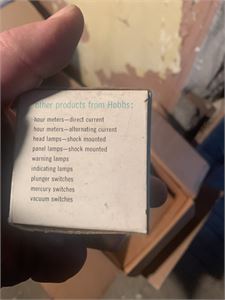 other products from Hobbs:
hour meters—direct current
hour meters—alternating current
head lamps—shock mounted
panel lamps—shock mounted
warning lamps
indicating lamps
plunger switches
mercury switches
vacuum switches